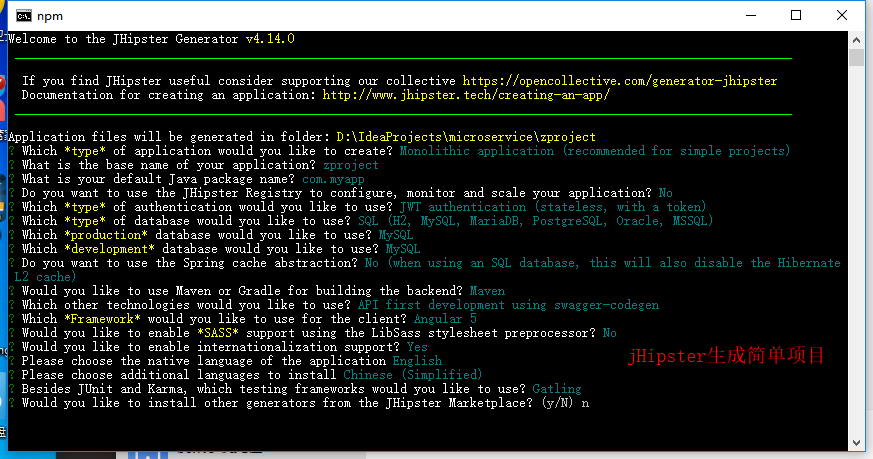 npm
Welcome to the JHipster Generator v4.14.0
If you find JHipster useful consider supporting our collective https://opencollective.com/generator-jhipster
Documentation for creating an application: http://www.jhipster.tech/creating-an-app/
Application files will be generated in folder: D:\IdeaProjects\microservice\zproject
? Which *type* of application would you like to create? Monolithic application (recommended for simple projects)
? What is the base name of your application? zproject
? What is your default Java package name? com.myapp
? Do you want to use the JHipster Registry to configure, monitor and scale your application? No
? Which *type* of authentication would you like to use? JWT authentication (stateless, with a token)
? Which *type* of database would you like to use? SQL (H2, MySQL, MariaDB, PostgreSQL, Oracle, MSSQL)
? Which *production* database would you like to use? MySQL
? Which *development* database would you like to use? MySQL
? Do you want to use the Spring cache abstraction? No (when using an SQL database, this will also disable the Hibernate
L2 cache)
? Would you like to use Maven or Gradle for building the backend? Maven
? Which other technologies would you like to use? API first development using swagger-codegen
? Which *Framework* would you like to use for the client? Angular 5
? Would you like to enable *SASS* support using the LibSass stylesheet preprocessor? No
? Would you like to enable internationalization support? Yes
? Please choose the native language of the application English
? Please choose additional languages to install Chinese (Simplified)
? Besides JUnit and Karma, which testing frameworks would you like to use? Gatling
? Would you like to install other generators from the JHipster Marketplace? (y/N) n
jHipster生成简单项目